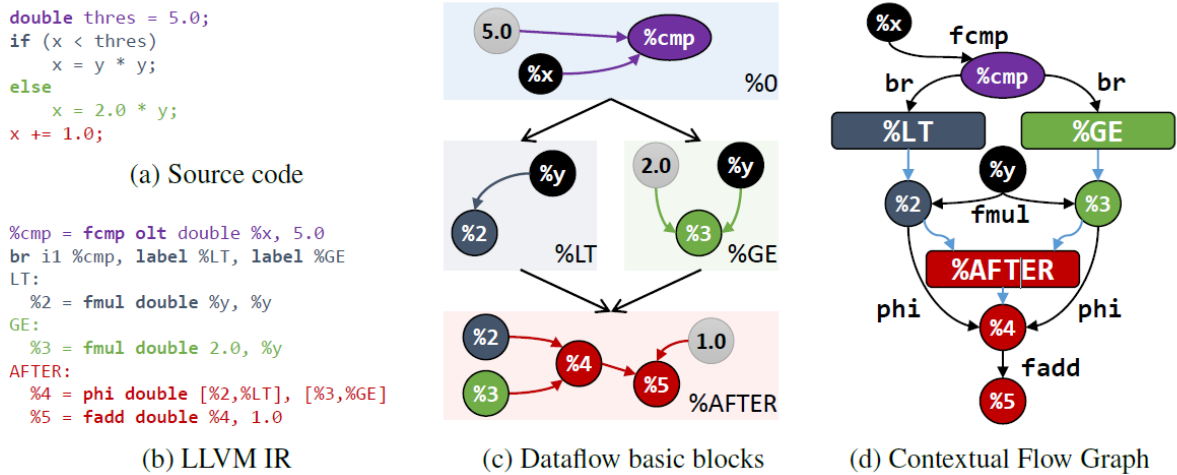 double thres = 5.0;
if (x < thres)
    x = y * y;
else
    x = 2.0 * y;
x += 1.0;
(a) Source code
%cmp = fcmp olt double %x, 5.0
br i1 %cmp, label %LT, label %GE
LT:
  %2 = fmul double %y, %y
GE:
  %3 = fmul double 2.0, %y
AFTER:
  %4 = phi double [%2,%LT], [%3,%GE]
  %5 = fadd double %4, 1.0
(b) LLVM IR
5.0
%cmp
%x
%0
%y
%2
%LT
2.0
%y
%3
%GE
%2
%3
%4
1.0
%5
%AFTER
(c) Dataflow basic blocks
%x
fcmp
%cmp
br
br
%LT
%GE
%y
%2
%3
fmul
%AFTER
phi
phi
%4
fadd
%5
(d) Contextual Flow Graph